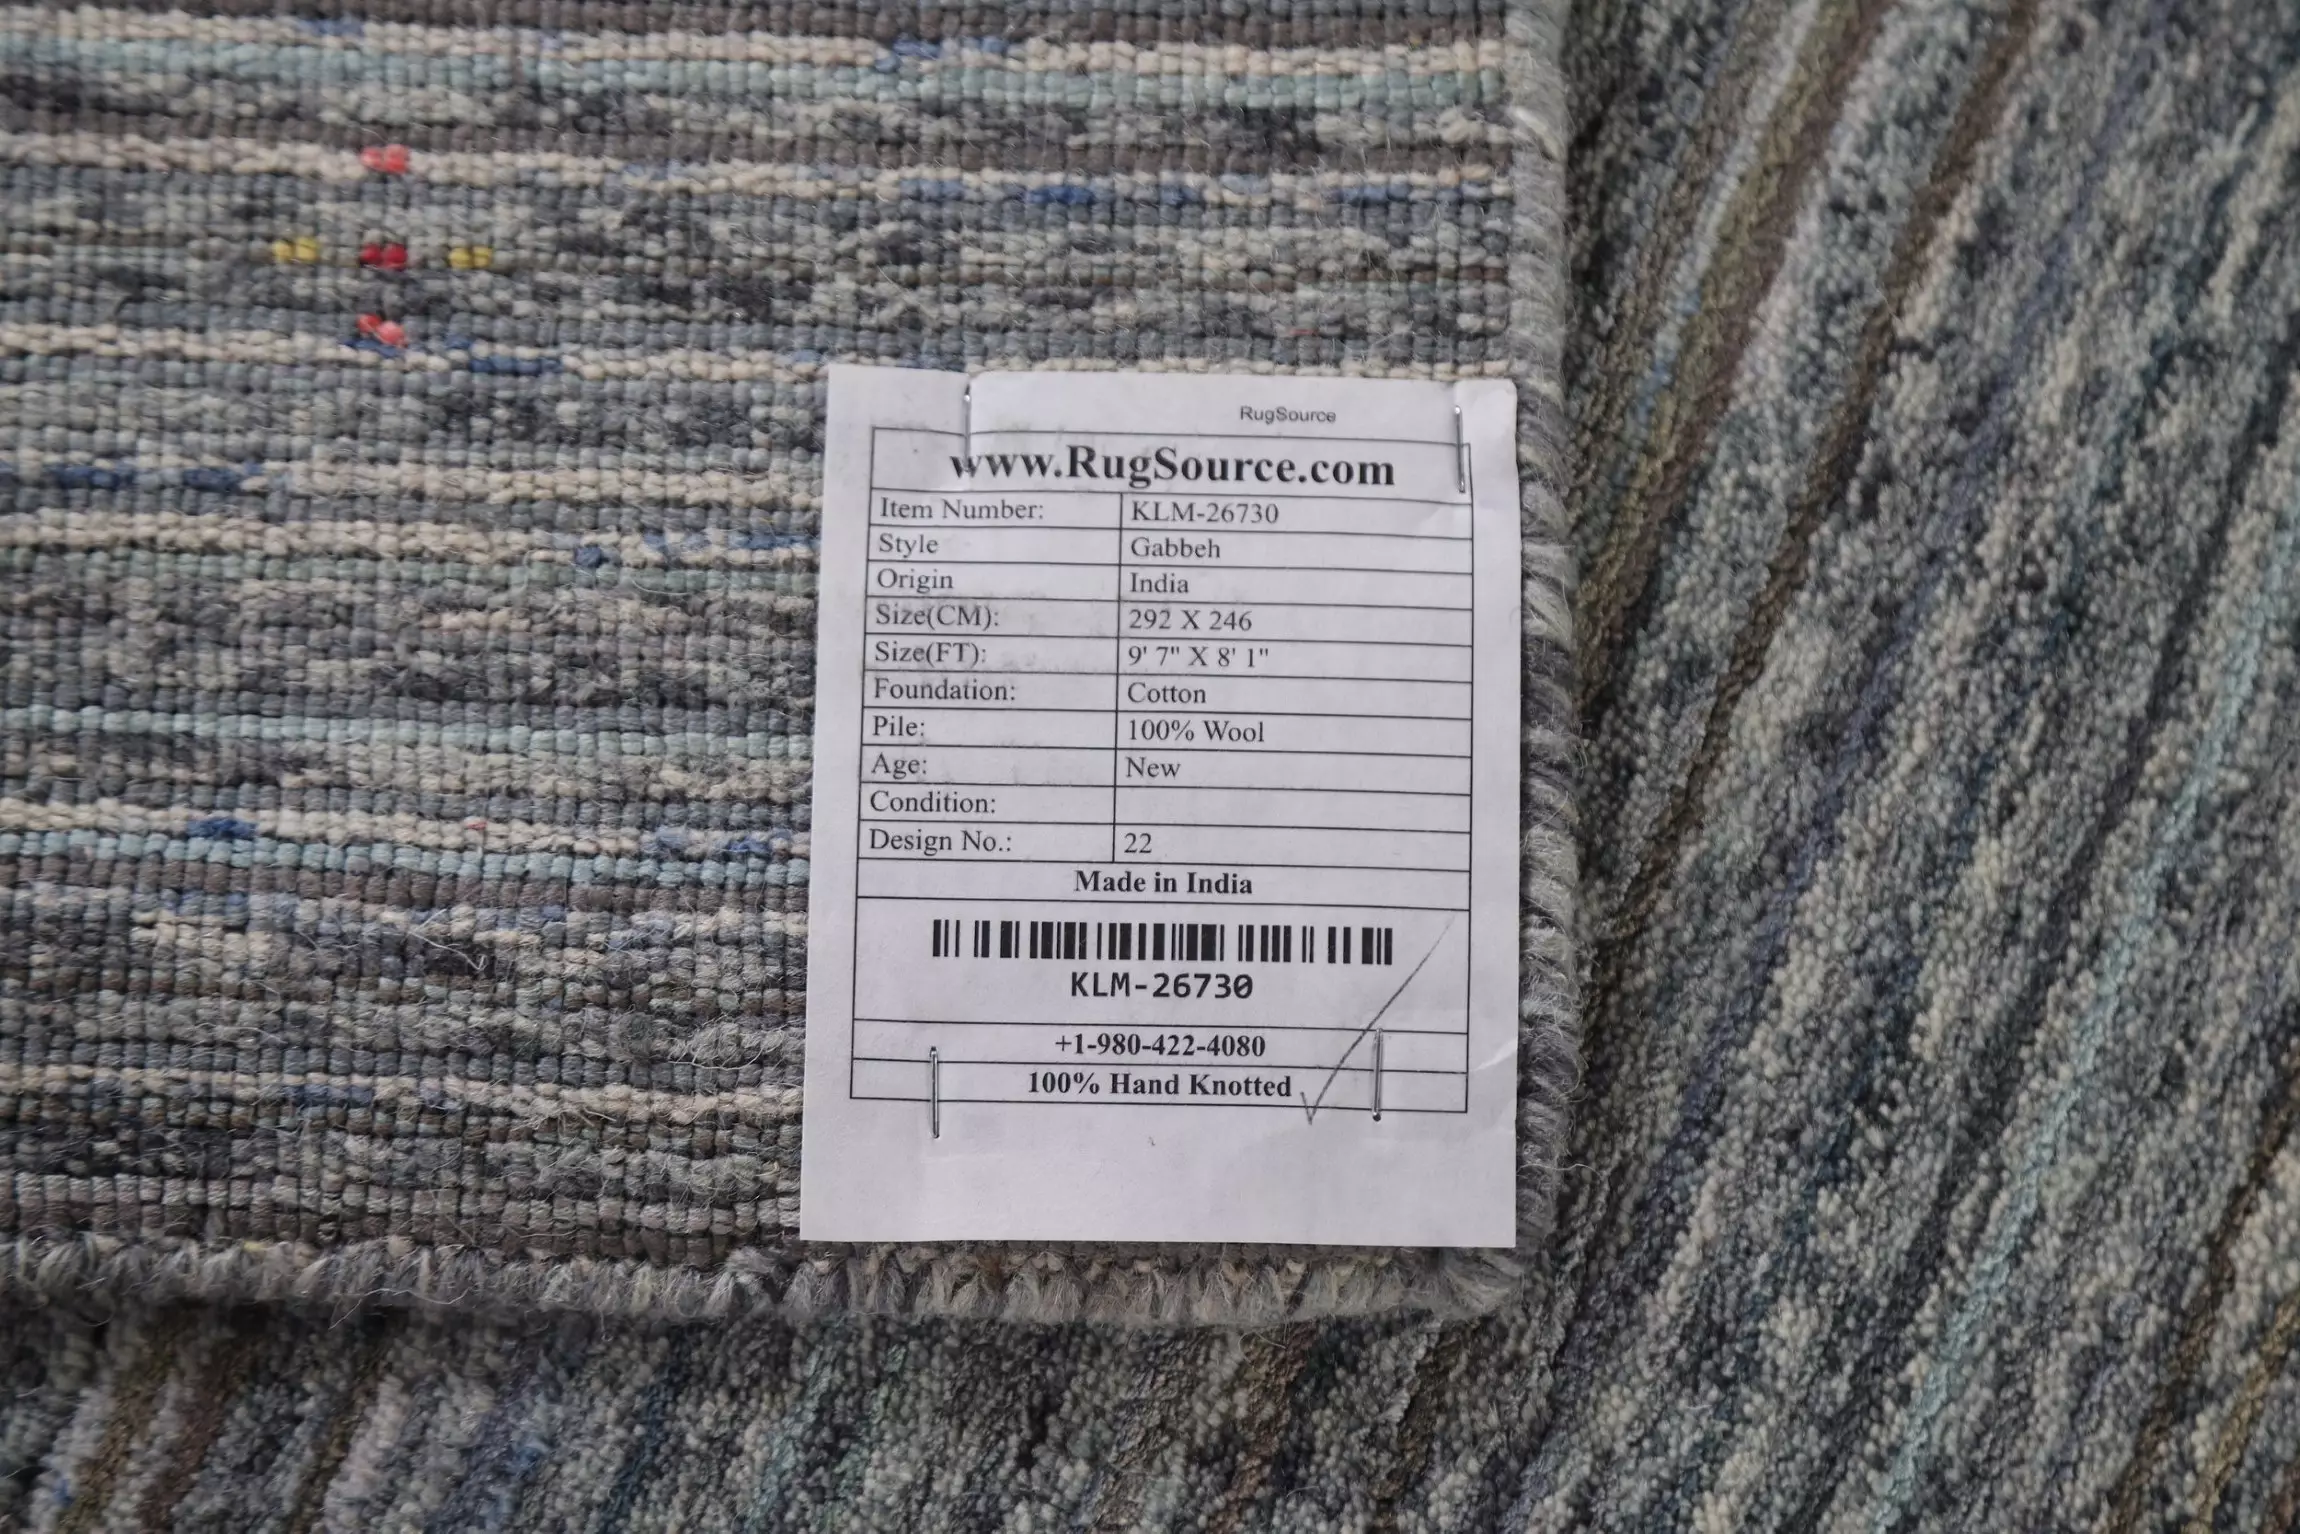 RugSource
www.RugSource.com
Item Number: KLM-26730
Style Gabbeh
Origin India
Size(CM): 292 X 246
Size(FT): 9' 7" X 8' 1"
Foundation: Cotton
Pile: 100% Wool
Age: New
Condition:
Design No.: 22
Made in India
KLM-26730
+1-980-422-4080
100% Hand Knotted